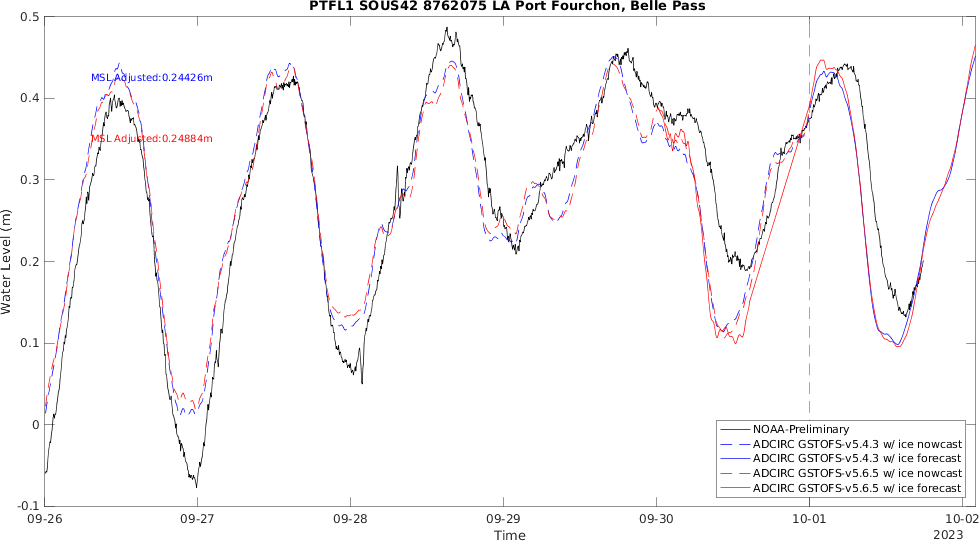 PTFL1 SOUS42 8762075 LA Port Fourchon, Belle Pass
0.5
MSL Adjusted:0.24426m
0.4
MSL Adjusted:0.24884m
0.3
Water Level (m)
0.2
0.1
0
-0.1
NOAA-Preliminary
ADCIRC GSTOFS-v5.4.3 w/ ice nowcast
ADCIRC GSTOFS-v5.4.3 w/ ice forecast
ADCIRC GSTOFS-v5.6.5 w/ ice nowcast
ADCIRC GSTOFS-v5.6.5 w/ ice forecast
09-26 09-27 09-28 09-29 09-30 10-01 10-02
Time
2023